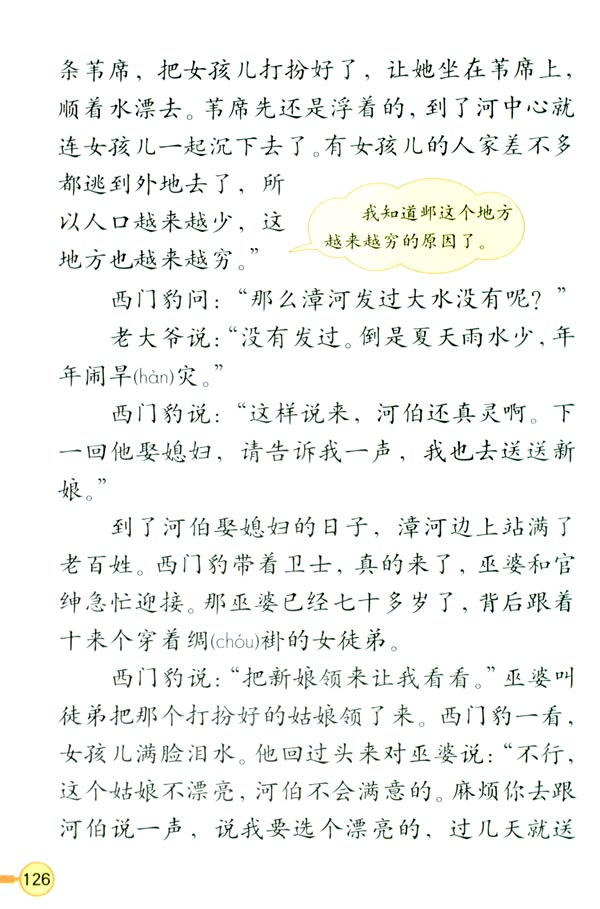 条苇席，把女孩儿打扮好了，让她坐在苇席上，
顺着水漂去。苇席先还是浮着的，到了河中心就
连女孩儿一起沉下去了。有女孩儿的人家差不多
都逃到外地去了，所
以人口越来越少，这
地方也越来越穷。”
我知道邺这个地方
越来越穷的原因了。
西门豹问：“那么漳河发过大水没有呢？”
老大爷说：“没有发过。倒是夏天雨水少，年
年闹旱(hàn)灾。”
西门豹说：“这样说来，河伯还真灵啊。下
一回他娶媳妇，请告诉我一声，我也去送送新
娘。”
到了河伯娶媳妇的日子，漳河边上站满了
老百姓。西门豹带着卫士，真的来了，巫婆和官
绅急忙迎接。那巫婆已经七十多岁了，背后跟着
十来个穿着绸(chóu)褂的女徒弟。
西门豹说：“把新娘领来让我看看。”巫婆叫
徒弟把那个打扮好的姑娘领了来。西门豹一看，
女孩儿满脸泪水。他回过头来对巫婆说：“不行，
这个姑娘不漂亮，河伯不会满意的。麻烦你去跟
河伯说一声，说我要选个漂亮的，过几天就送
126